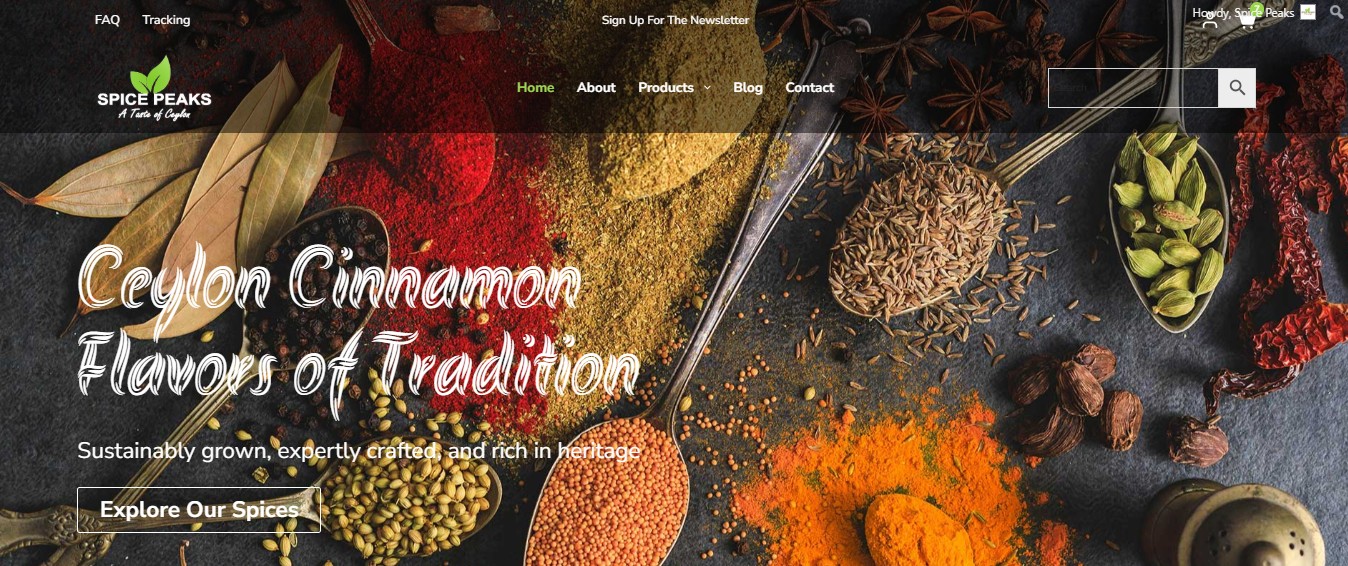 FAQ Tracking Sign Up For The Newsletter Howdy, Spice Peaks 2
SPICE PEAKS
A Taste of Ceylon
Home About Products Blog Contact
Ceylon Cinnamon
Flavors of Tradition
Sustainably grown, expertly crafted, and rich in heritage
Explore Our Spices